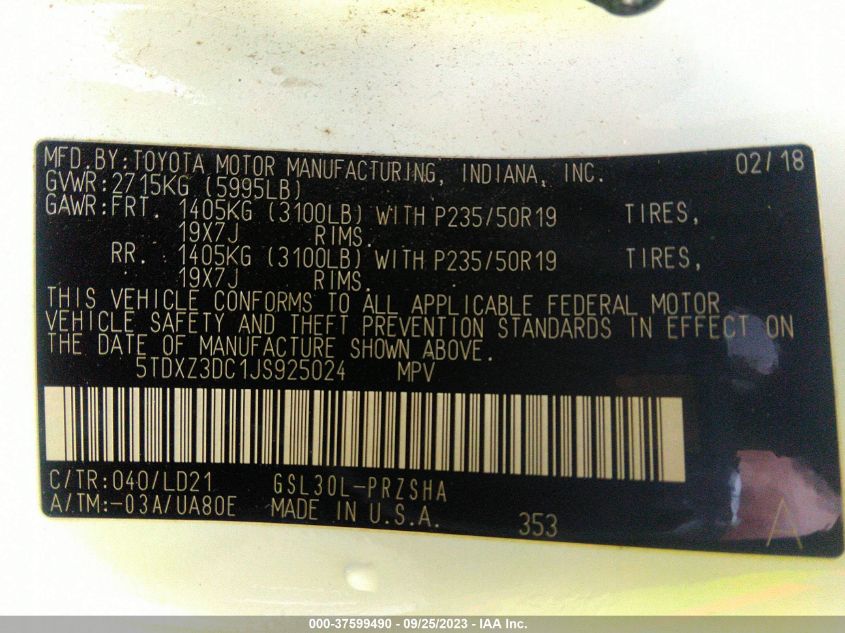 MFD.BY:TOYOTA MOTOR MANUFACTURING, INDIANA, INC. 02/18
GVWR:2715KG (5995LB)
GAWR:FRT. 1405KG (3100LB) WITH P235/50R19 TIRES,
19X7J RIMS.
RR. 1405KG (3100LB) WITH P235/50R19 TIRES,
19X7J RIMS.
THIS VEHICLE CONFORMS TO ALL APPLICABLE FEDERAL MOTOR
VEHICLE SAFETY AND THEFT PREVENTION STANDARDS IN EFFECT ON
THE DATE OF MANUFACTURE SHOWN ABOVE.
5TDXZ3DC1JS925024 MPV
C/TR:040/LD21 GSL30L-PRZSHA
A/TM:-03A/UA80E MADE IN U.S.A. 353
000-37599490 - 09/25/2023 - IAA Inc.